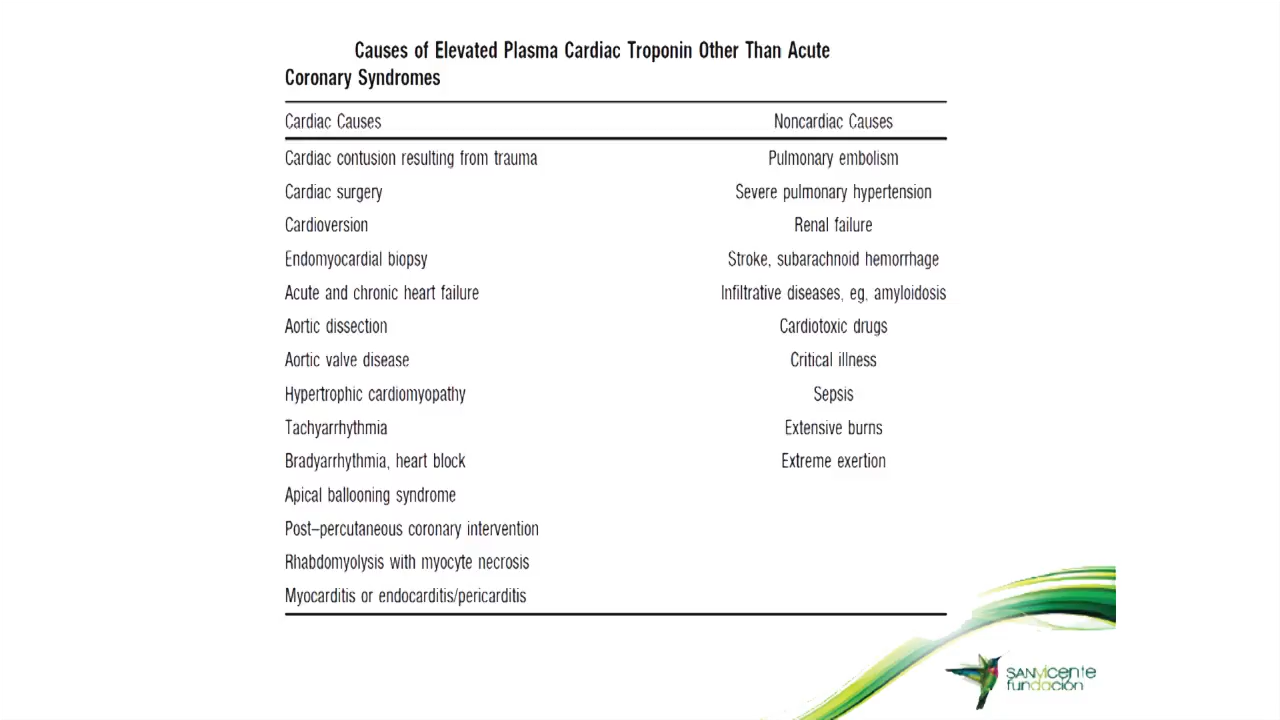 Causes of Elevated Plasma Cardiac Troponin Other Than Acute
Coronary Syndromes
Cardiac Causes Noncardiac Causes
Cardiac contusion resulting from trauma Pulmonary embolism
Cardiac surgery Severe pulmonary hypertension
Cardioversion Renal failure
Endomyocardial biopsy Stroke, subarachnoid hemorrhage
Acute and chronic heart failure Infiltrative diseases, eg, amyloidosis
Aortic dissection Cardiotoxic drugs
Aortic valve disease Critical illness
Hypertrophic cardiomyopathy Sepsis
Tachyarrhythmia Extensive burns
Bradyarrhythmia, heart block Extreme exertion
Apical ballooning syndrome
Post–percutaneous coronary intervention
Rhabdomyolysis with myocyte necrosis
Myocarditis or endocarditis/pericarditis
SANVICENTE
fundación